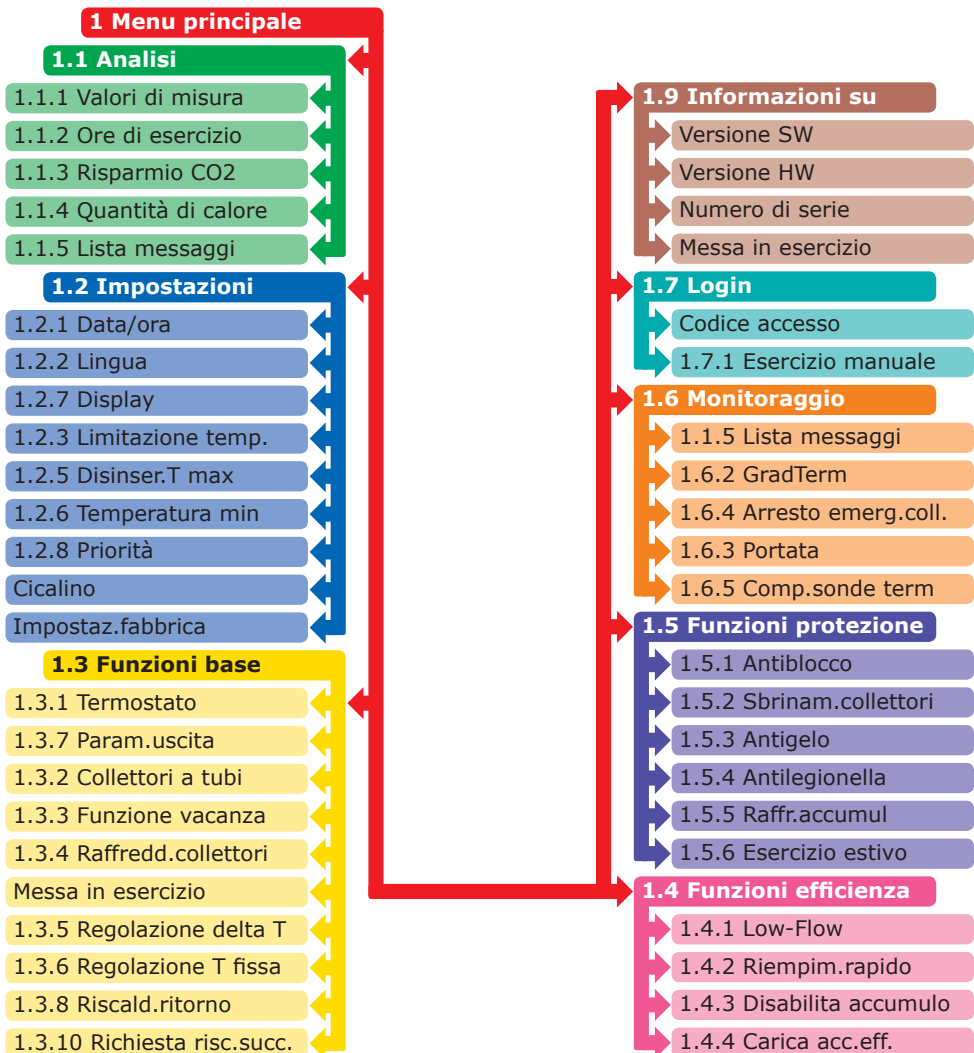 1 Menu principale
1.1 Analisi
1.1.1 Valori di misura
1.1.2 Ore di esercizio
1.1.3 Risparmio CO2
1.1.4 Quantità di calore
1.1.5 Lista messaggi
1.2 Impostazioni
1.2.1 Data/ora
1.2.2 Lingua
1.2.7 Display
1.2.3 Limitazione temp.
1.2.5 Disinser.T max
1.2.6 Temperatura min
1.2.8 Priorità
Cicalino
Impostaz.fabbrica
1.3 Funzioni base
1.3.1 Termostato
1.3.7 Param.uscita
1.3.2 Collettori a tubi
1.3.3 Funzione vacanza
1.3.4 Raffredd.collettori
Messa in esercizio
1.3.5 Regolazione delta T
1.3.6 Regolazione T fissa
1.3.8 Riscald.ritorno
1.3.10 Richiesta risc.succ.
1.9 Informazioni su
Versione SW
Versione HW
Numero di serie
Messa in esercizio
1.7 Login
Codice accesso
1.7.1 Esercizio manuale
1.6 Monitoraggio
1.1.5 Lista messaggi
1.6.2 GradTerm
1.6.4 Arresto emerg.coll.
1.6.3 Portata
1.6.5 Comp.sonde term
1.5 Funzioni protezione
1.5.1 Antiblocco
1.5.2 Sbrinam.collettori
1.5.3 Antigelo
1.5.4 Antilegionella
1.5.5 Raffr.accumul
1.5.6 Esercizio estivo
1.4 Funzioni efficienza
1.4.1 Low-Flow
1.4.2 Riempim.rapido
1.4.3 Disabilita accumulo
1.4.4 Carica acc.eff.